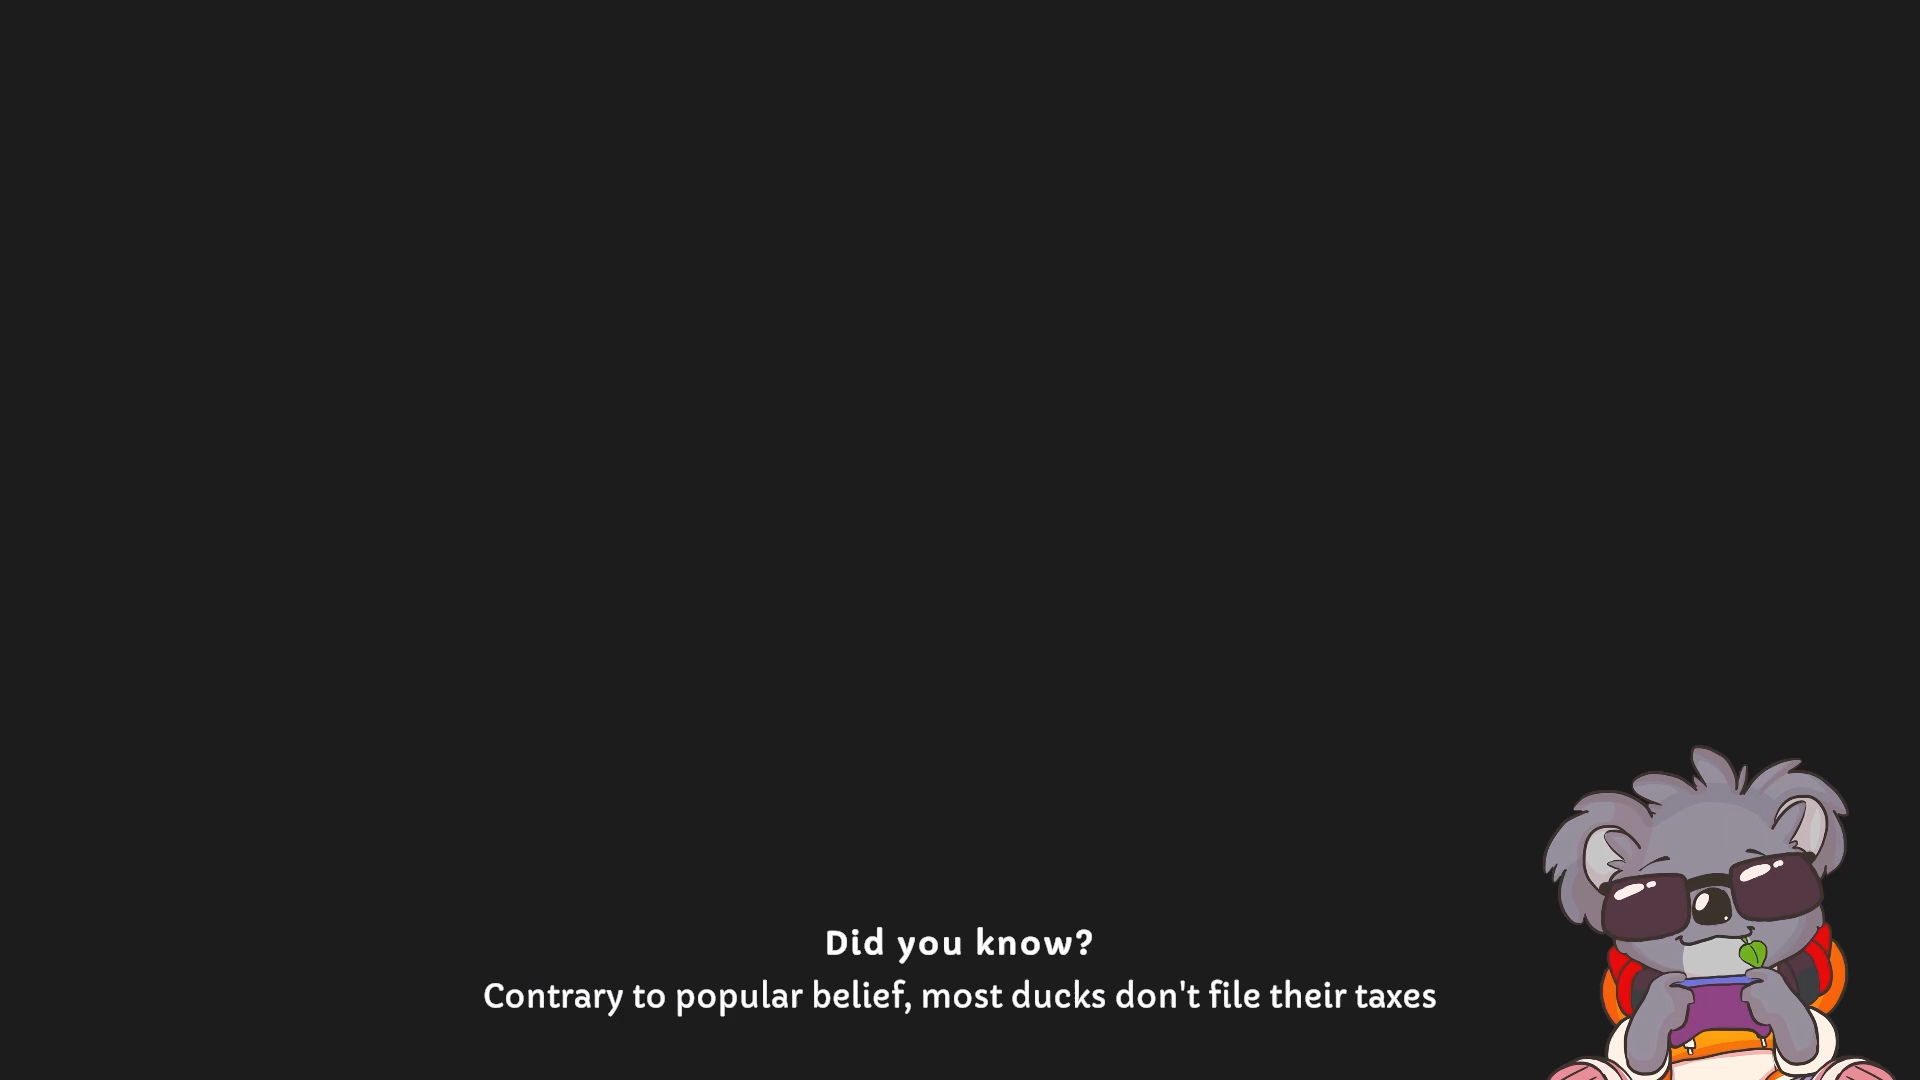 Did you know?
Contrary to popular belief, most ducks don't file their taxes